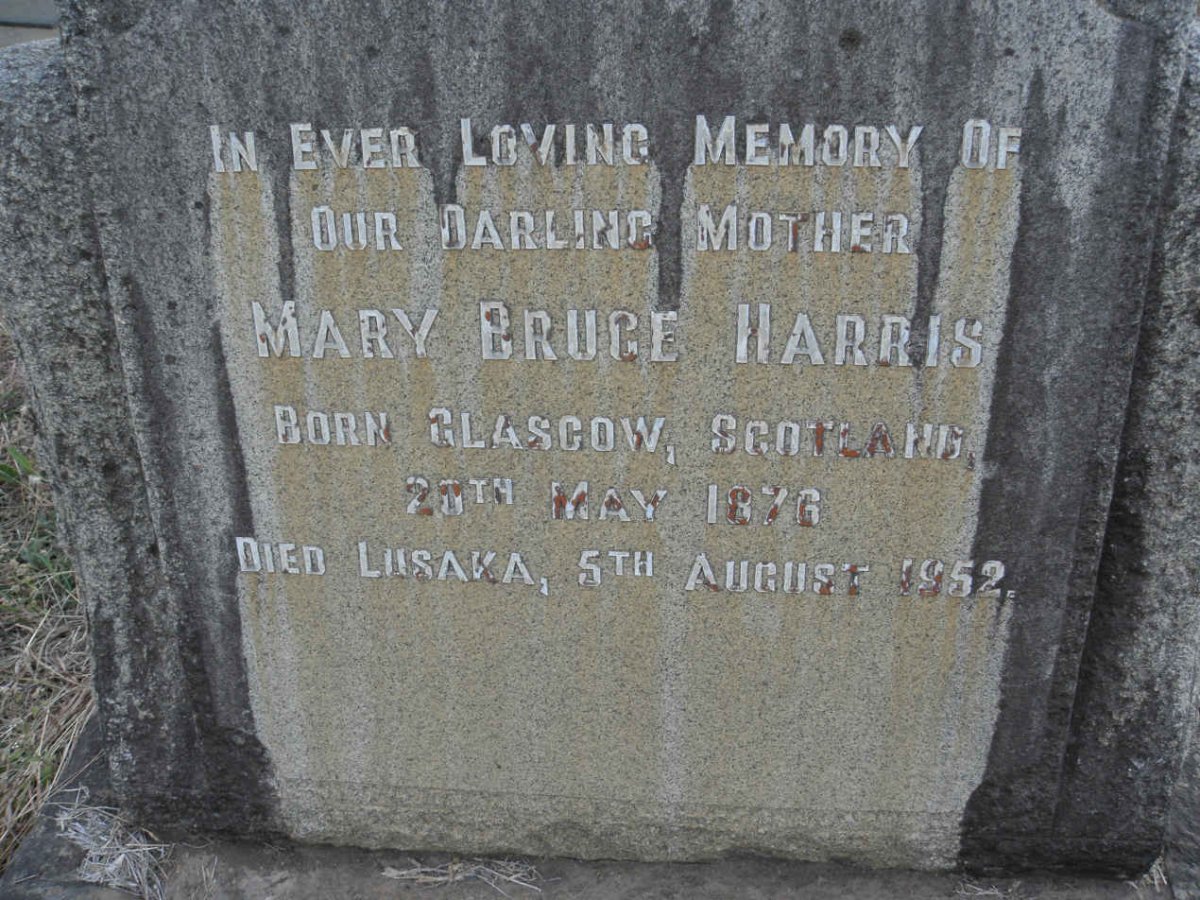 In Ever Loving Memory Of
Our Darling Mother
Mary Bruce Harris
Born Glasgow, Scotland,
20th May 1876
Died Lusaka, 5th August 1952.